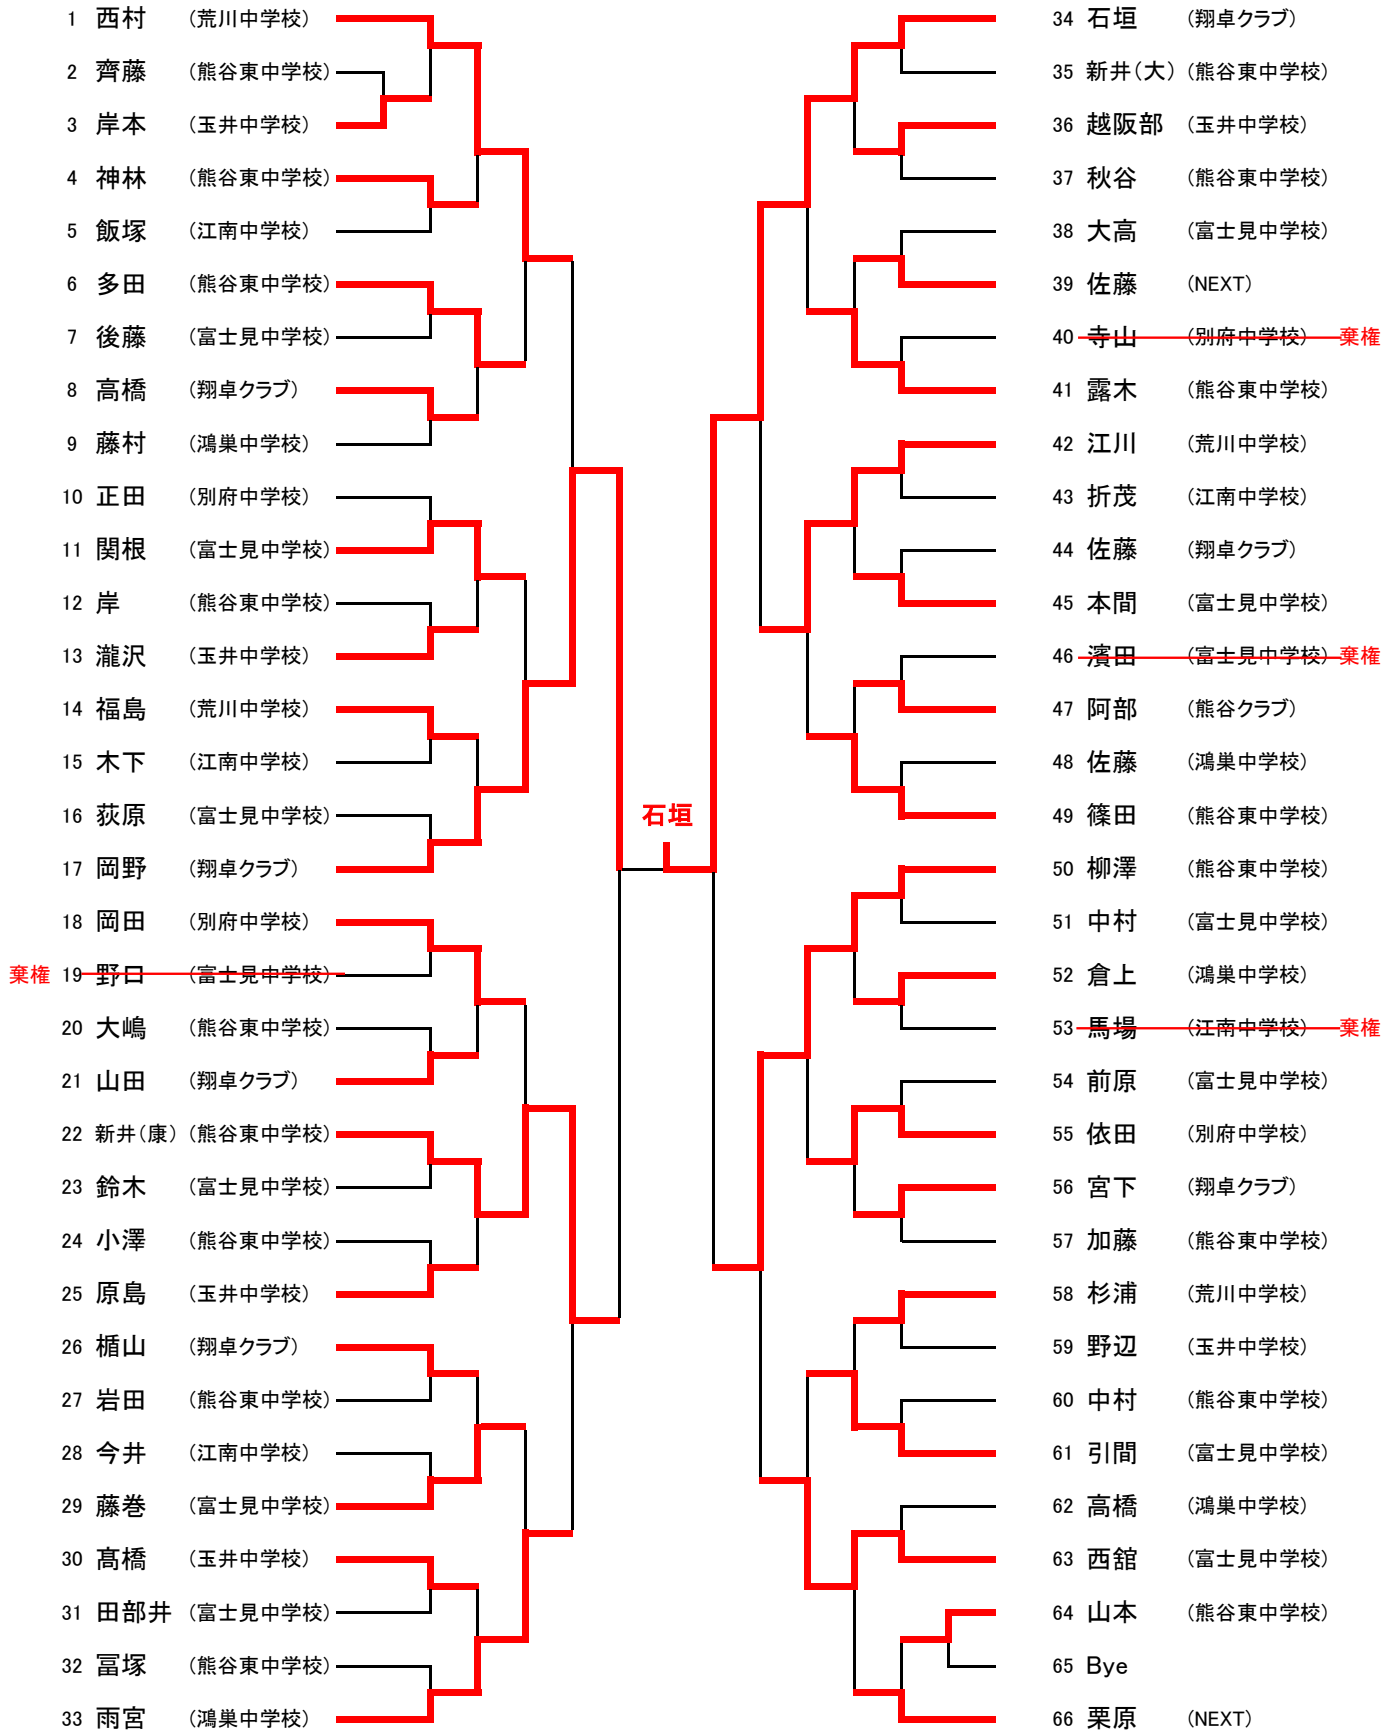 1 西村 (荒川中学校)
2 齊藤 (熊谷東中学校)
3 岸本 (玉井中学校)
4 神林 (熊谷東中学校)
5 飯塚 (江南中学校)
6 多田 (熊谷東中学校)
7 後藤 (富士見中学校)
8 高橋 (翔卓クラブ)
9 藤村 (鴻巣中学校)
10 正田 (別府中学校)
11 関根 (富士見中学校)
12 岸 (熊谷東中学校)
13 瀧沢 (玉井中学校)
14 福島 (荒川中学校)
15 木下 (江南中学校)
16 荻原 (富士見中学校)
17 岡野 (翔卓クラブ)
18 岡田 (別府中学校)
棄権 19 野口 (富士見中学校)
20 大嶋 (熊谷東中学校)
21 山田 (翔卓クラブ)
22 新井(康) (熊谷東中学校)
23 鈴木 (富士見中学校)
24 小澤 (熊谷東中学校)
25 原島 (玉井中学校)
26 楯山 (翔卓クラブ)
27 岩田 (熊谷東中学校)
28 今井 (江南中学校)
29 藤巻 (富士見中学校)
30 髙橋 (玉井中学校)
31 田部井 (富士見中学校)
32 冨塚 (熊谷東中学校)
33 雨宮 (鴻巣中学校)
石垣
34 石垣 (翔卓クラブ)
35 新井(大) (熊谷東中学校)
36 越阪部 (玉井中学校)
37 秋谷 (熊谷東中学校)
38 大高 (富士見中学校)
39 佐藤 (NEXT)
40 寺山 (別府中学校) 棄権
41 露木 (熊谷東中学校)
42 江川 (荒川中学校)
43 折茂 (江南中学校)
44 佐藤 (翔卓クラブ)
45 本間 (富士見中学校)
46 濱田 (富士見中学校) 棄権
47 阿部 (熊谷クラブ)
48 佐藤 (鴻巣中学校)
49 篠田 (熊谷東中学校)
50 柳澤 (熊谷東中学校)
51 中村 (富士見中学校)
52 倉上 (鴻巣中学校)
53 馬場 (江南中学校) 棄権
54 前原 (富士見中学校)
55 依田 (別府中学校)
56 宮下 (翔卓クラブ)
57 加藤 (熊谷東中学校)
58 杉浦 (荒川中学校)
59 野辺 (玉井中学校)
60 中村 (熊谷東中学校)
61 引間 (富士見中学校)
62 高橋 (鴻巣中学校)
63 西舘 (富士見中学校)
64 山本 (熊谷東中学校)
65 Bye
66 栗原 (NEXT)